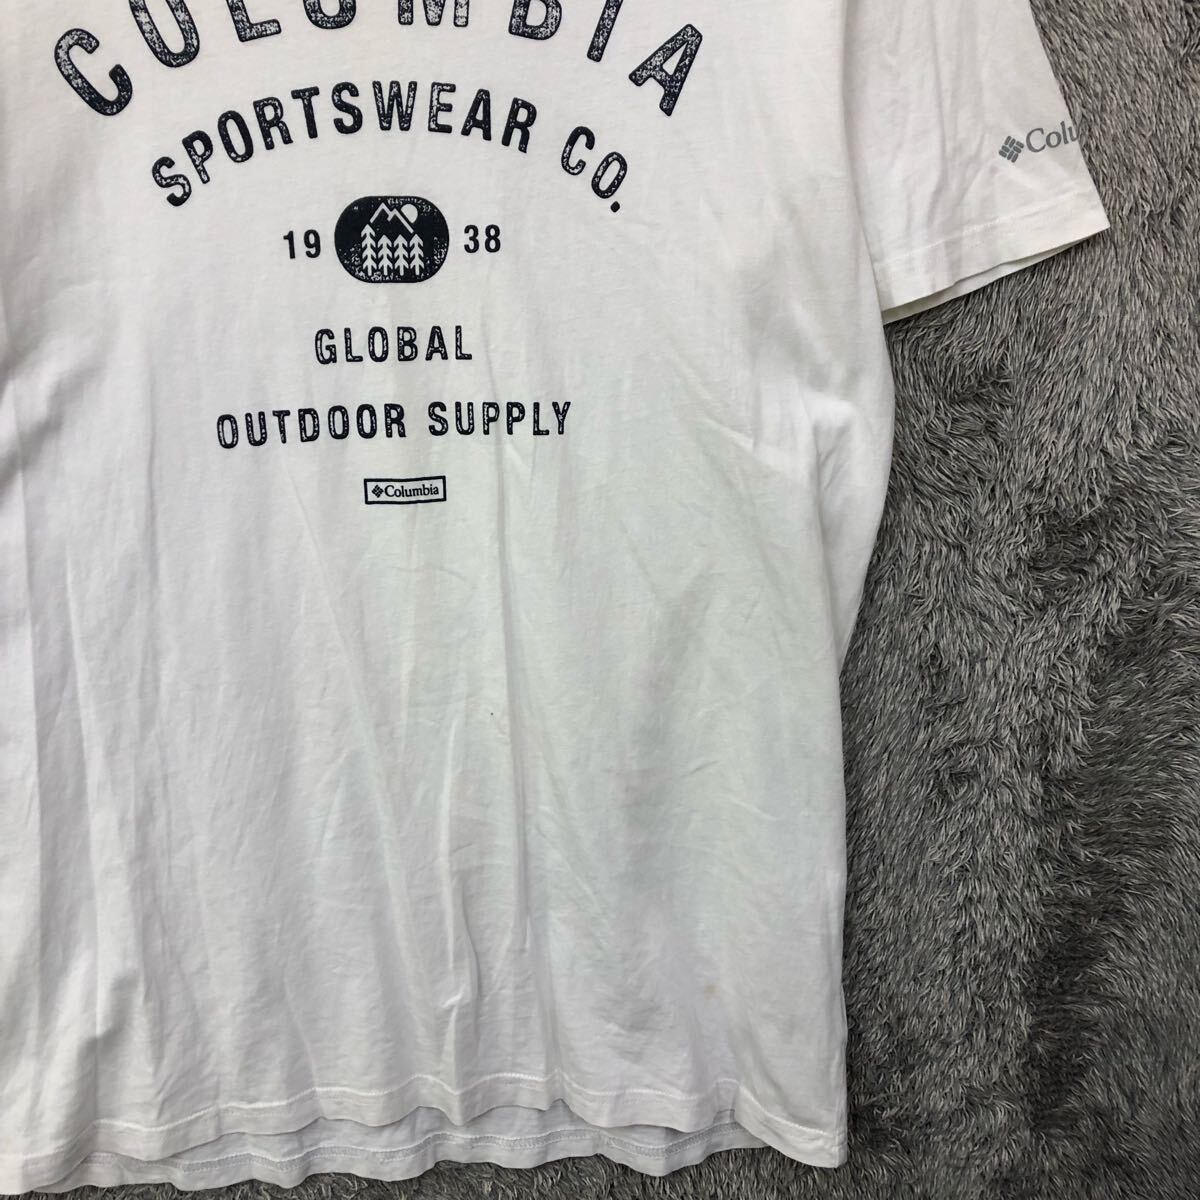 COLUMBIA
SPORTSWEAR CO.
19 38
GLOBAL
OUTDOOR SUPPLY
Columbia